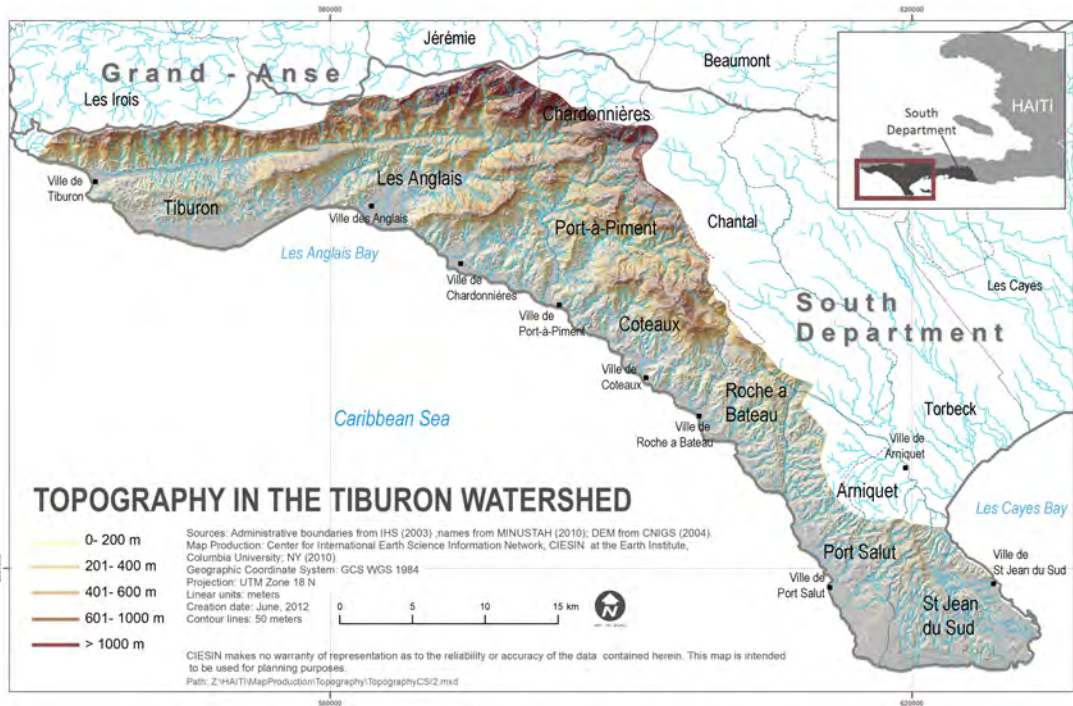 580000
620000
Jérémie
Beaumont
Grand - Anse
Les Irois
Chardonnières
HAITI
South
Department
Ville de
Tiburon
Tiburon
Les Anglais
Ville des Anglais
Les Anglais Bay
Port-à-Piment
Chantal
Les Cayes
Ville de
Chardonnières
Ville de
Port-à-Piment
Coteaux
South
Department
Ville de
Coteaux
Roche a
Bateau
Torbeck
Caribbean Sea
Ville de
Roche a Bateau
Ville de
Arniquet
Arniquet
Les Cayes Bay
Port Salut
Ville de
St Jean du Sud
Ville de
Port Salut
St Jean
du Sud
TOPOGRAPHY IN THE TIBURON WATERSHED
0- 200 m
201- 400 m
401- 600 m
601- 1000 m
> 1000 m
Sources: Administrative boundaries from IHS (2003) ,names from MINUSTAH (2010); DEM from CNIGS (2004).
Map Production: Center for International Earth Science Information Network, CIESIN at the Earth Institute,
Columbia University; NY (2010)
Geographic Coordinate System: GCS WGS 1984
Projection: UTM Zone 18 N
Linear units: meters
Creation date: June, 2012
Contour lines: 50 meters
0 5 10 15 km
N
CIESIN makes no warranty of representation as to the reliability or accuracy of the data contained herein. This map is intended
to be used for planning purposes.
Path: Z:\HAITI\MapProduction\Topography\TopographyCSI2.mxd
620000